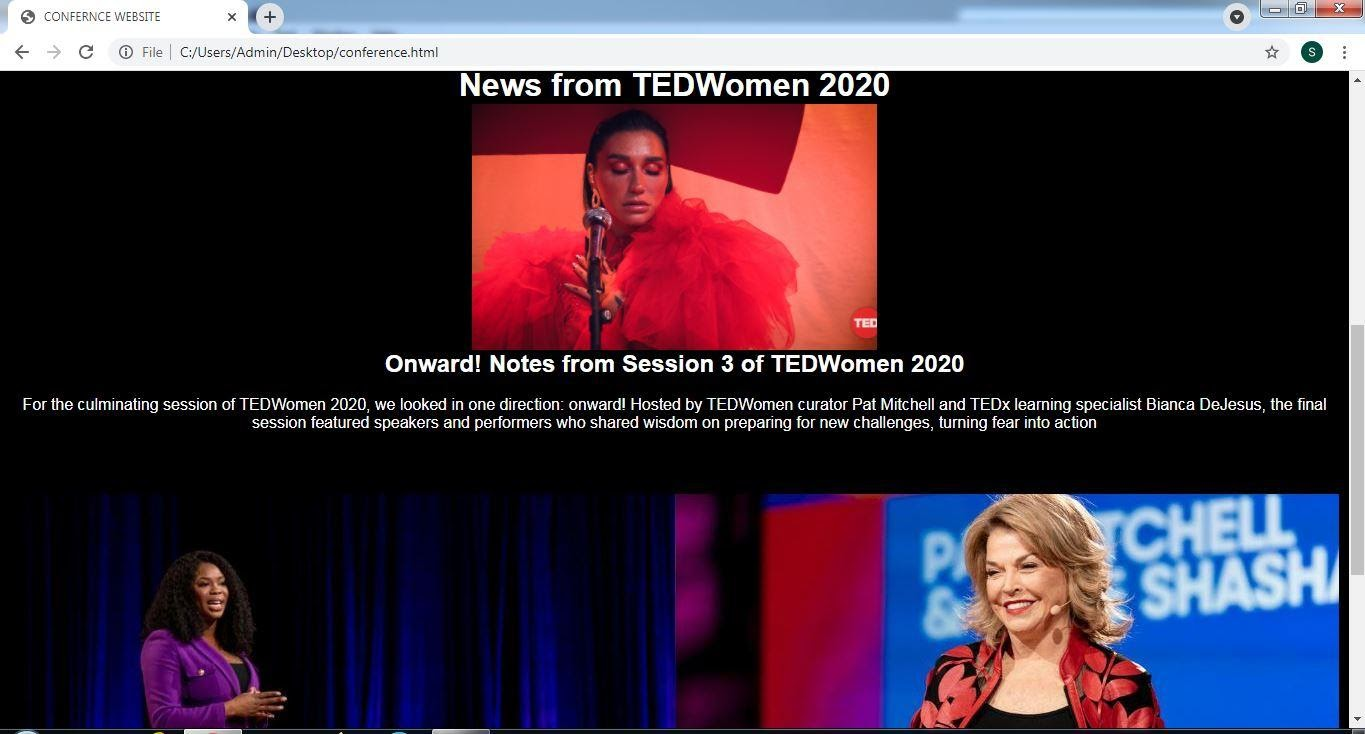 CONFERNCE WEBSITE
File
C:/Users/Admin/Desktop/conference.html
S
News from TEDWomen 2020
TED
Onward! Notes from Session 3 of TEDWomen 2020
For the culminating session of TEDWomen 2020, we looked in one direction: onward! Hosted by TEDWomen curator Pat Mitchell and TEDx learning specialist Bianca DeJesus, the final
session featured speakers and performers who shared wisdom on preparing for new challenges, turning fear into action
TCHELL
& SHASHA